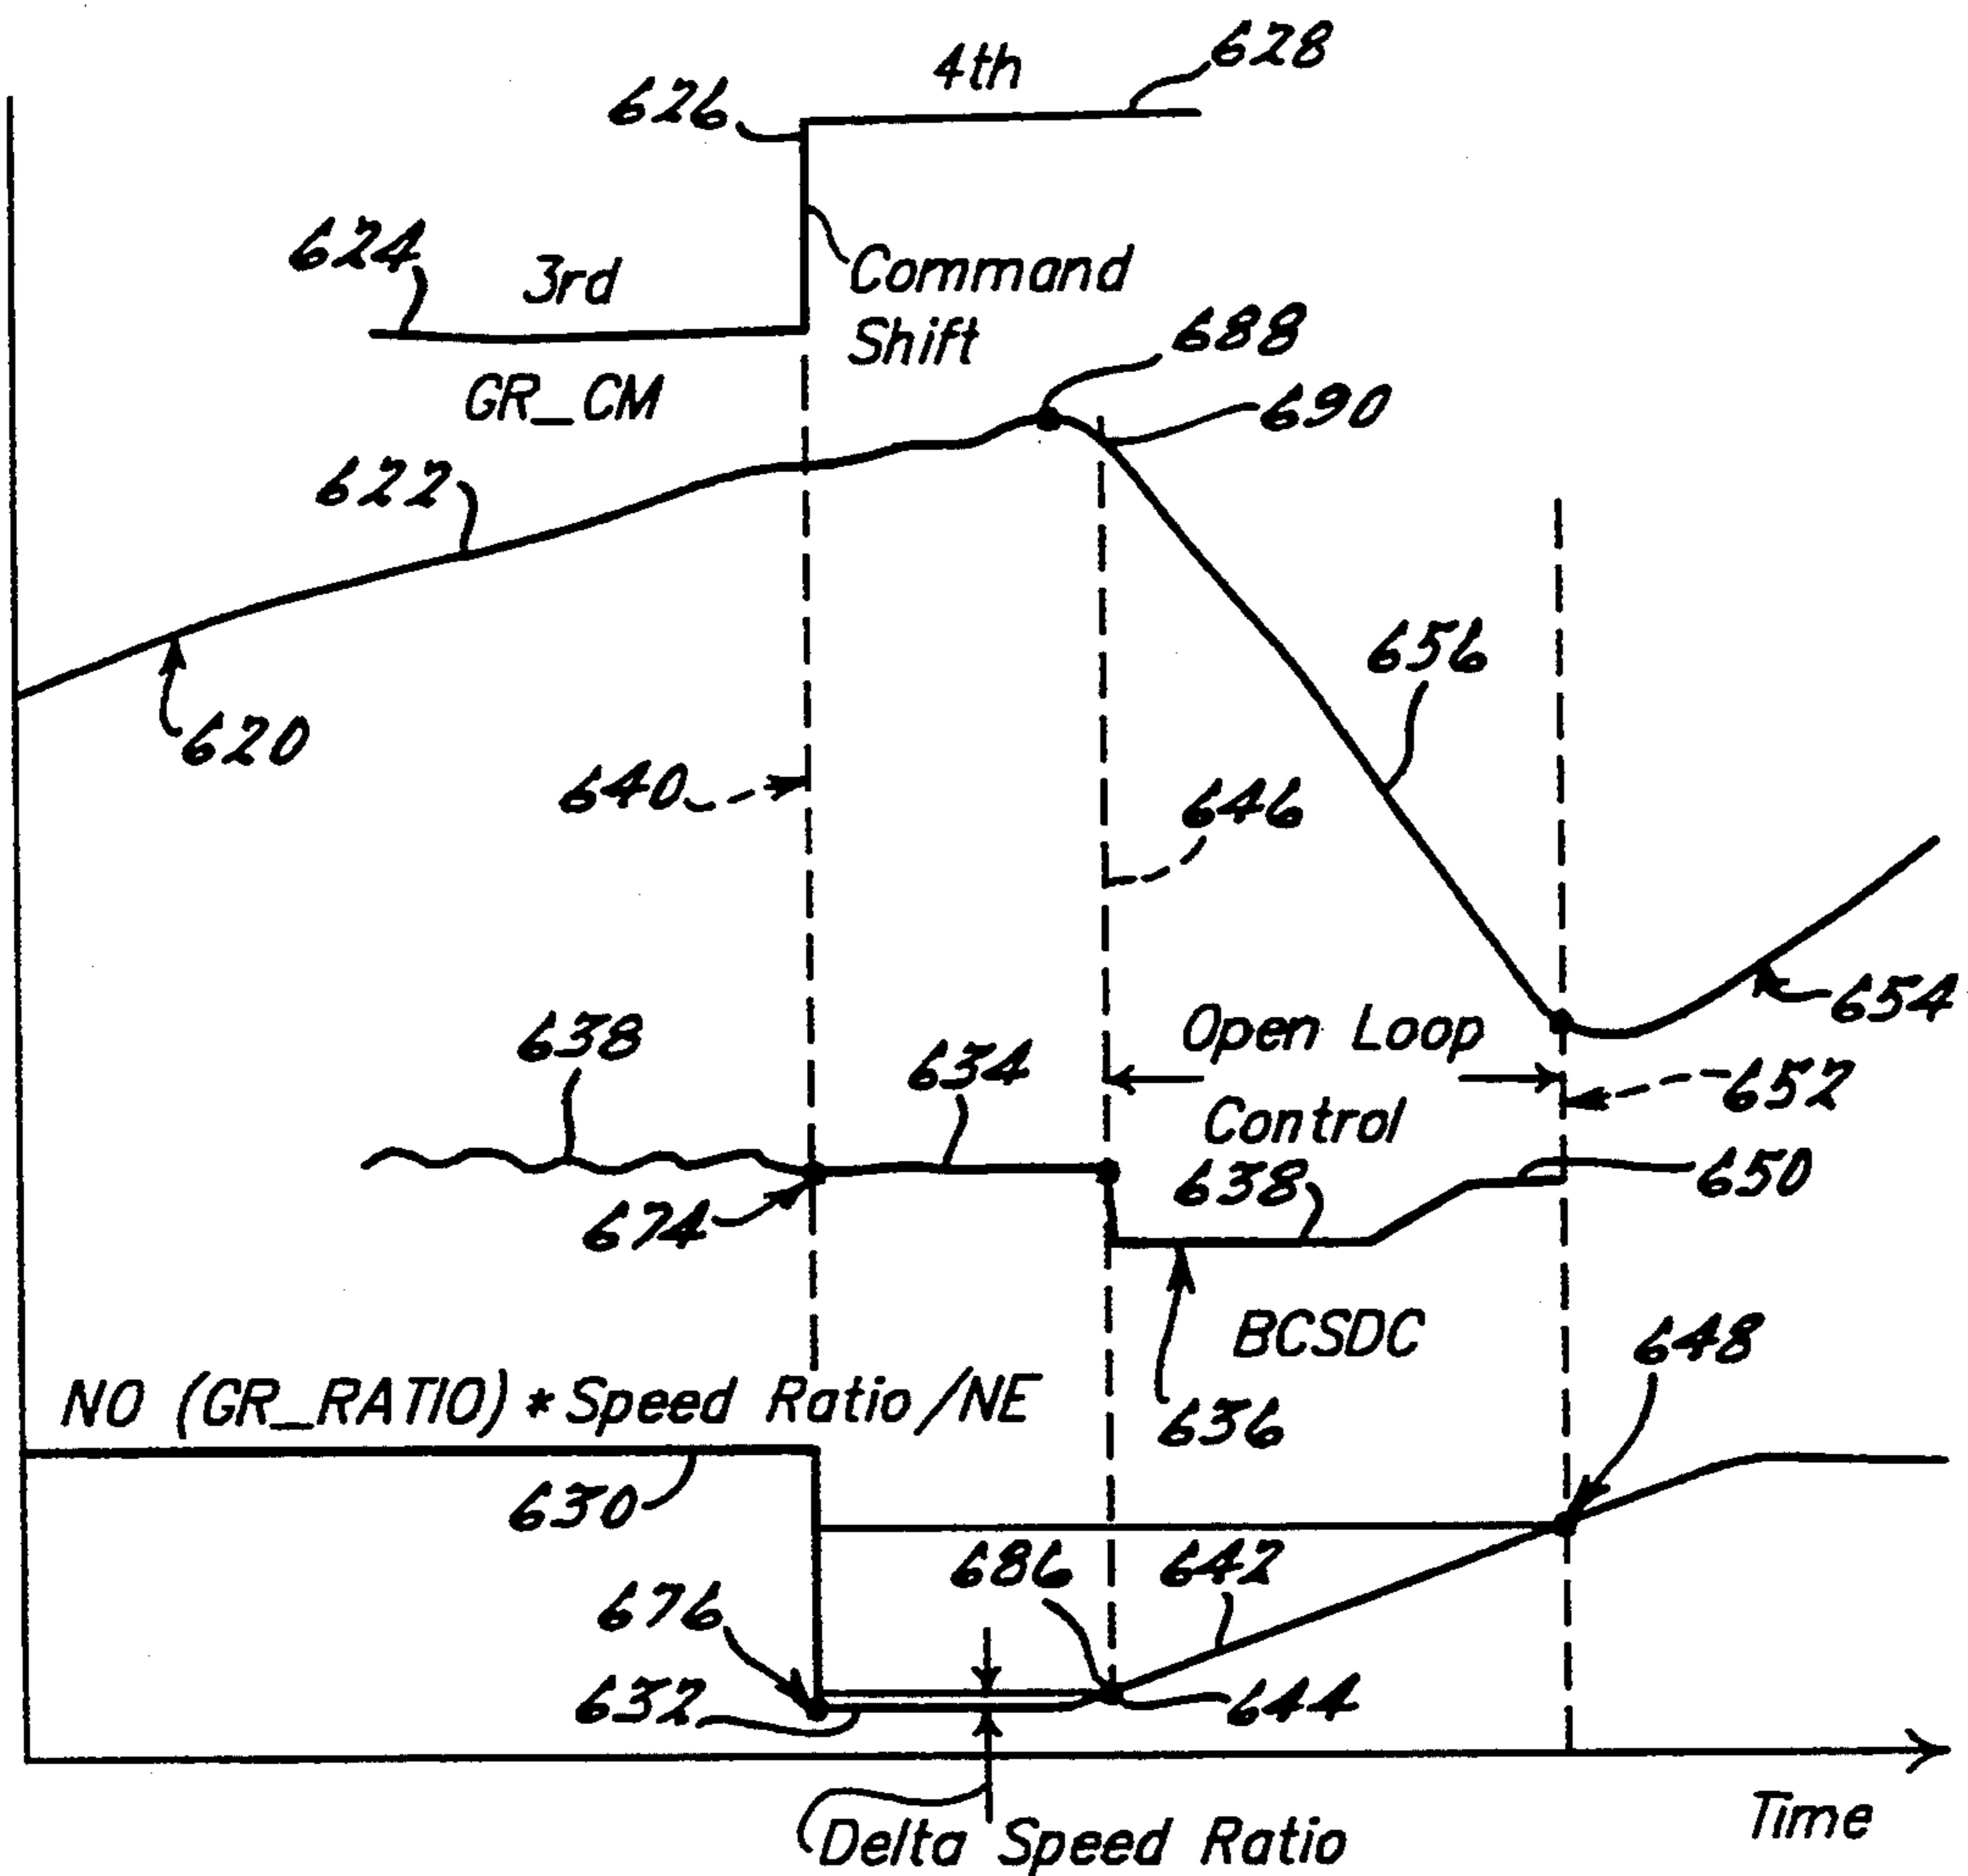 4th
628
626
624
3rd
Command
Shift
688
GR_CM
690
622
656
620
640
646
654
638
634
Open Loop
652
Control
674
638
650
BCSDC
648
NO (GR_RATIO) * Speed Ratio/NE
636
630
686
642
676
632
644
Delta Speed Ratio
Time